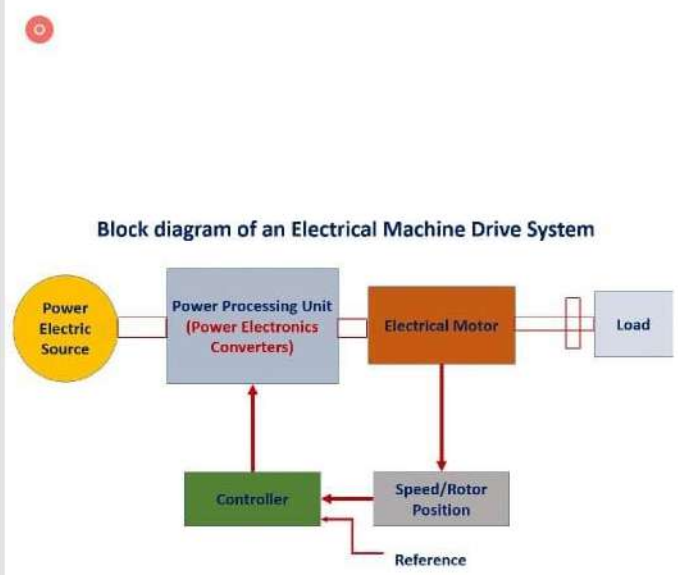 Block diagram of an Electrical Machine Drive System
Power
Electric
Source
Power Processing Unit
(Power Electronics
Converters)
Electrical Motor
Load
Controller
Speed/Rotor
Position
Reference